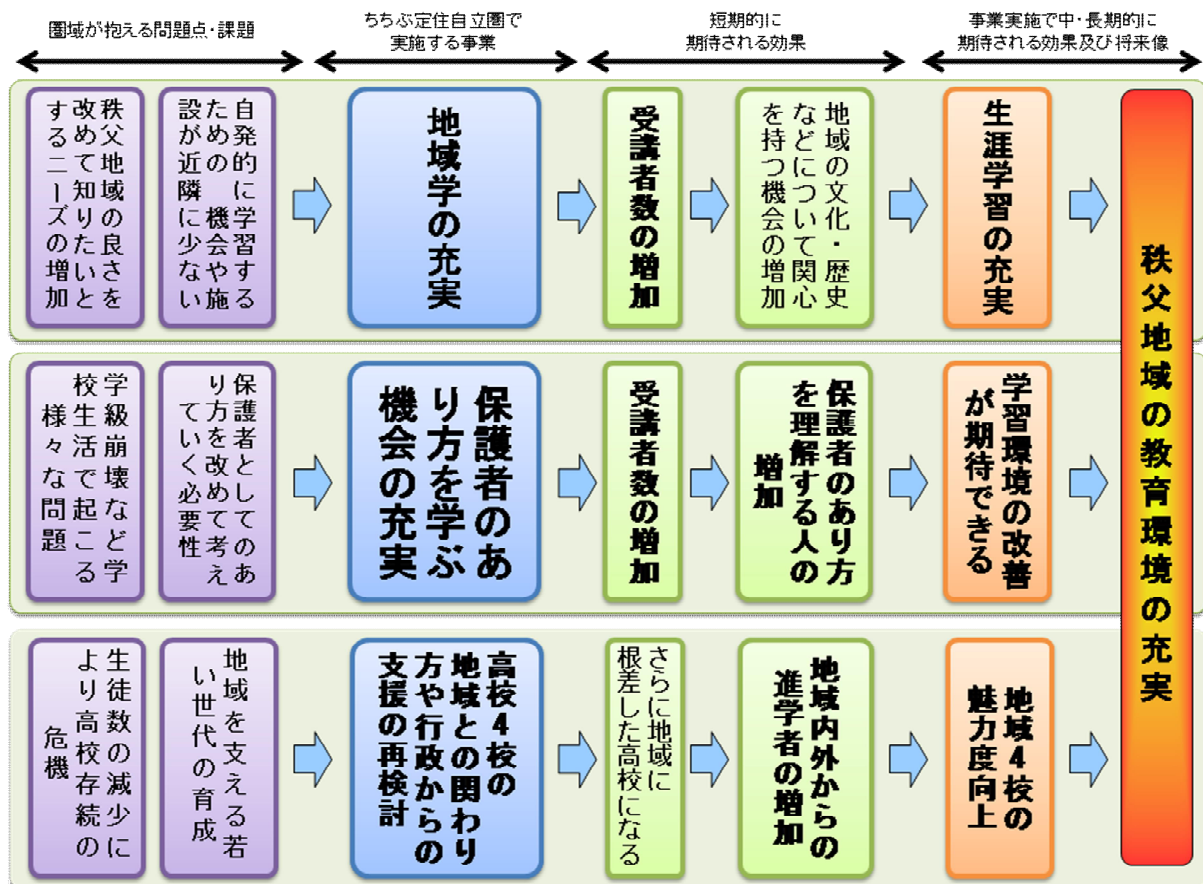 圏域が抱える問題点・課題
ちちぶ定住自立圏で
実施する事業
短期的に
期待される効果
事業実施で中・長期的に
期待される効果及び将来像
秩父地域の良さを
改めて知りたいと
するニーズの増加
自発的に学習する
ための 機会や施
設が近隣に少ない
地域学の充実
受講者数の増加
地域の文化・歴史
などについて関心
を持つ機会の増加
生涯学習の充実
学級崩壊など学
校生活で起こる
様々な問題
保護者としてのあ
り方を改めて考え
ていく必要性
保護者のあ
り方を学ぶ
機会の充実
受講者数の増加
保護者のあり方
を理解する人の
増加
学習環境の改善
が期待できる
生徒数の減少に
より高校存続の
危機
地域を支える若
い世代の育成
高校4校の
地域との関わり
方や行政からの
支援の再検討
さらに地域に
根差した高校になる
地域内外からの
進学者の増加
地域4校の
魅力度向上
秩父地域の教育環境の充実